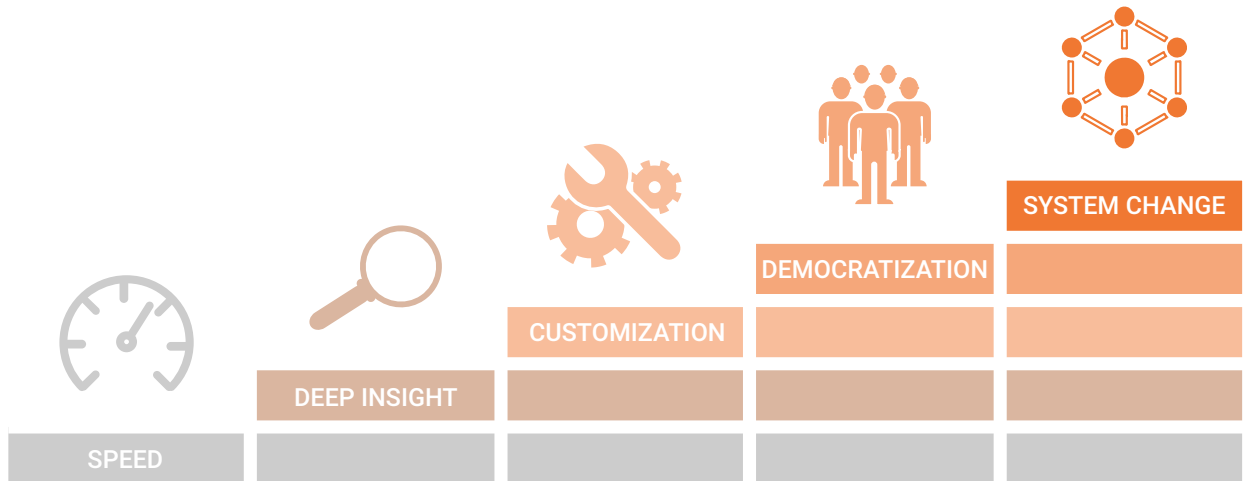 SPEED
DEEP INSIGHT
CUSTOMIZATION
DEMOCRATIZATION
SYSTEM CHANGE